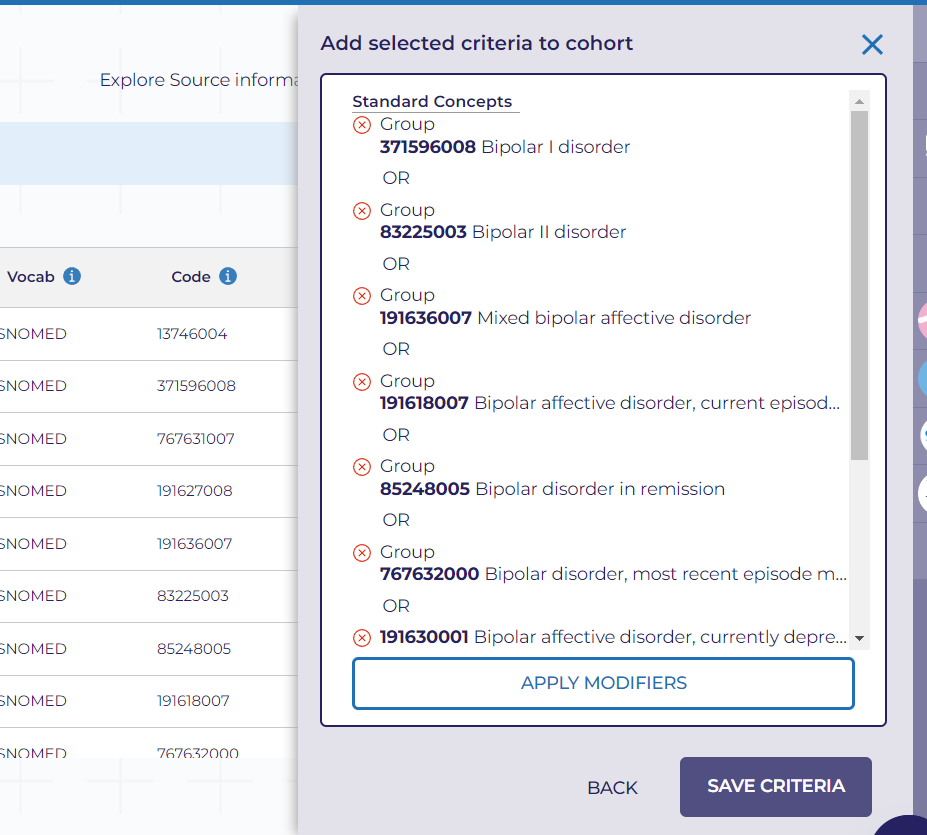 Explore Source informa
Vocab
Code
SNOMED 13746004
SNOMED 371596008
SNOMED 767631007
SNOMED 191627008
SNOMED 191636007
SNOMED 83225003
SNOMED 85248005
SNOMED 191618007
SNOMED 767632000
Add selected criteria to cohort
Standard Concepts
Group
371596008 Bipolar I disorder
OR
Group
83225003 Bipolar II disorder
OR
Group
191636007 Mixed bipolar affective disorder
OR
Group
191618007 Bipolar affective disorder, current episod...
OR
Group
85248005 Bipolar disorder in remission
OR
Group
767632000 Bipolar disorder, most recent episode m...
OR
191630001 Bipolar affective disorder, currently depre...
APPLY MODIFIERS
BACK
SAVE CRITERIA